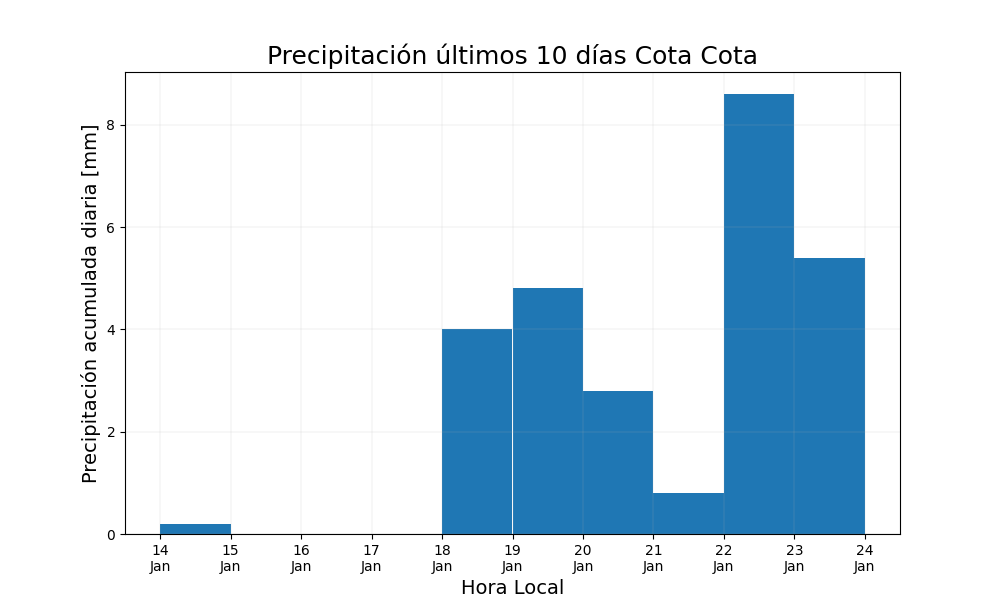 Precipitación últimos 10 días Cota Cota
Precipitación acumulada diaria [mm]
8
6
4
2
0
14 15 16 17 18 19 20 21 22 23 24
Jan Jan Jan Jan Jan Jan Jan Jan Jan Jan Jan
Hora Local